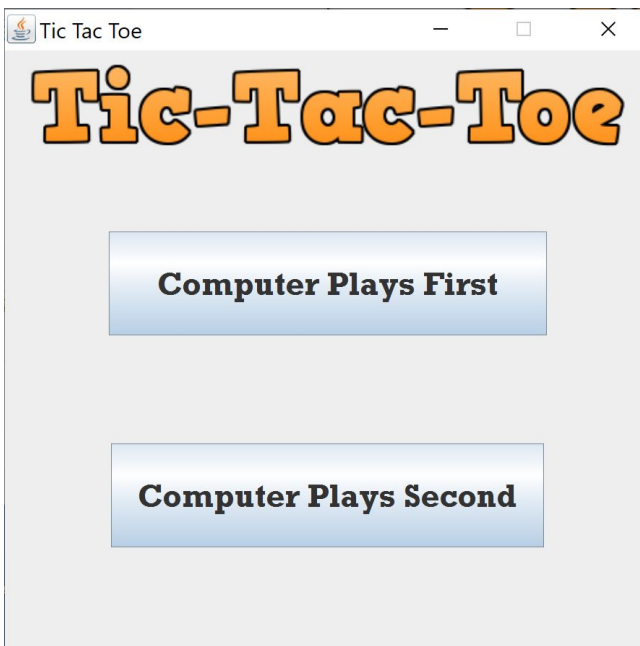 Tic Tac Toe
Tic-Tac-Toe
Computer Plays First
Computer Plays Second